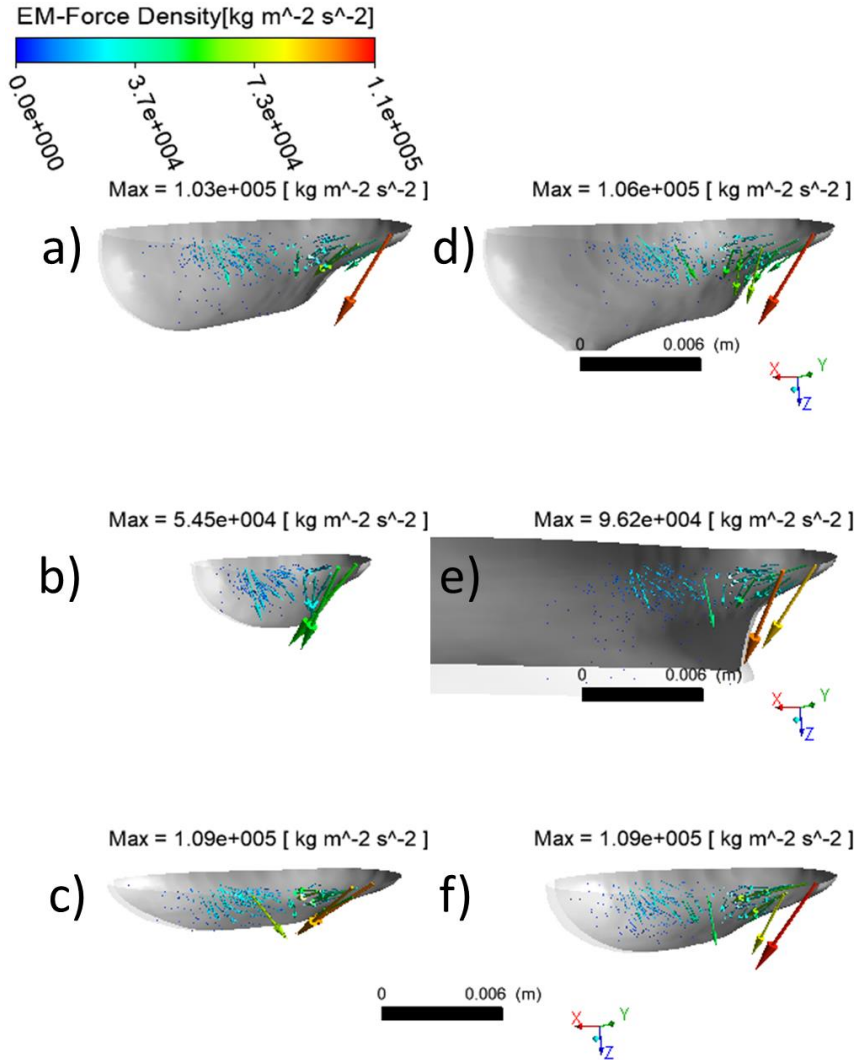 EM-Force Density[kg m^-2 s^-2]
0.0e+000
3.7e+004
7.3e+004
1.1e+005
Max = 1.03e+005 [ kg m^-2 s^-2 ]
a)
Max = 1.06e+005 [ kg m^-2 s^-2 ]
d)
0 0.006 (m)
X Y
Z
Max = 5.45e+004 [ kg m^-2 s^-2 ]
b)
Max = 9.62e+004 [ kg m^-2 s^-2 ]
e)
0 0.006 (m)
X Y
Z
Max = 1.09e+005 [ kg m^-2 s^-2 ]
c)
Max = 1.09e+005 [ kg m^-2 s^-2 ]
f)
0 0.006 (m)
X Y
Z